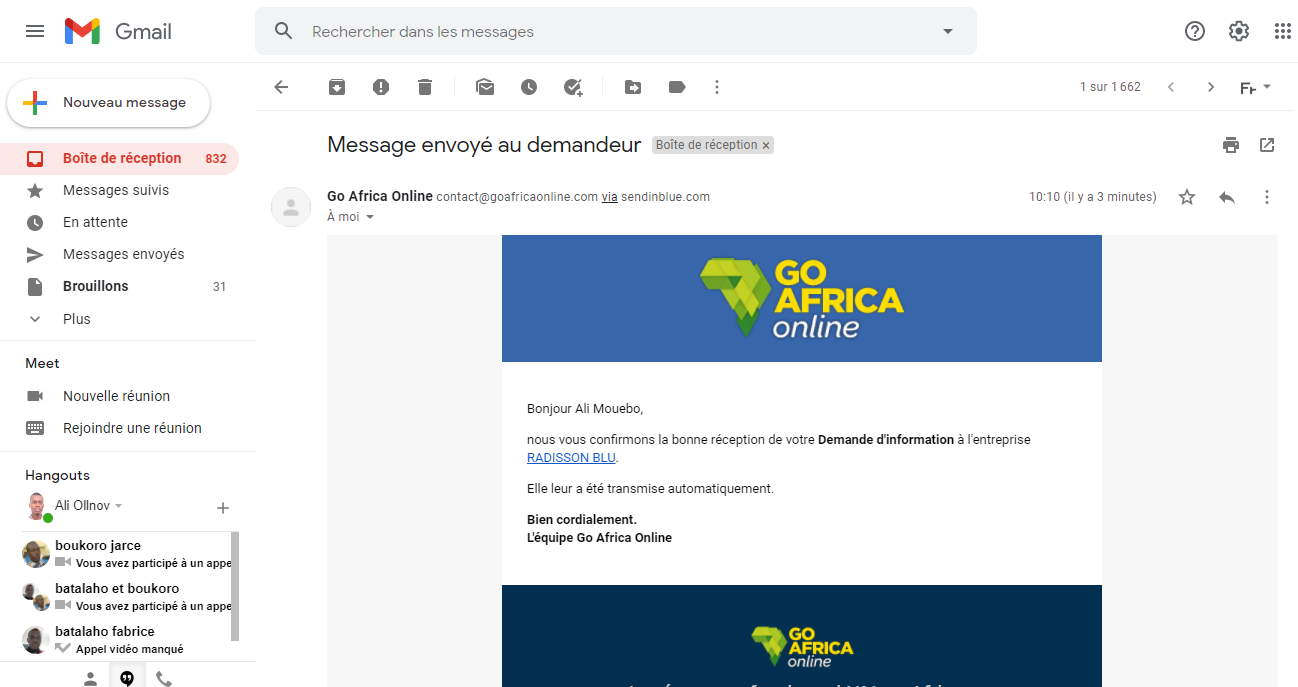 Gmail
Rechercher dans les messages
Nouveau message
1 sur 1 662
Boîte de réception 832
Messages suivis
En attente
Messages envoyés
Brouillons 31
Plus
Meet
Nouvelle réunion
Rejoindre une réunion
Hangouts
Ali Ollnov
boukoro jarce
Vous avez participé à un appe
batalaho et boukoro
Vous avez participé à un appe
batalaho fabrice
Appel vidéo manqué
Message envoyé au demandeur Boîte de réception ×
Go Africa Online contact@goafricaonline.com via sendinblue.com 10:10 (il y a 3 minutes)
À moi
GO
AFRICA
online
Bonjour Ali Mouebo,
nous vous confirmons la bonne réception de votre Demande d'information à l'entreprise
RADISSON BLU.
Elle leur a été transmise automatiquement.
Bien cordialement.
L'équipe Go Africa Online
GO
AFRICA
online